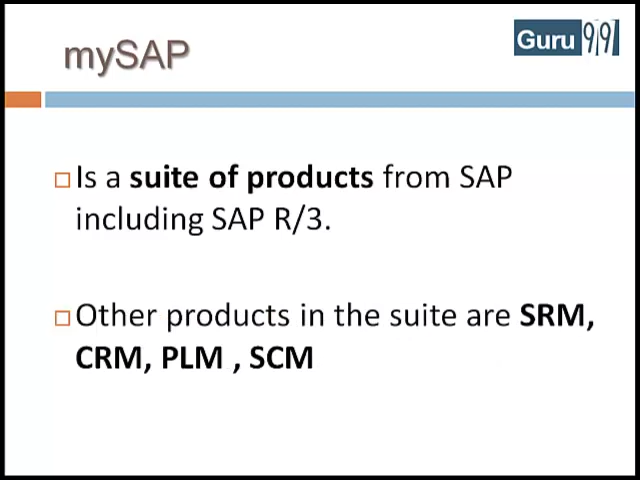 mySAP
Guru99
Is a suite of products from SAP
including SAP R/3.
Other products in the suite are SRM,
CRM, PLM , SCM